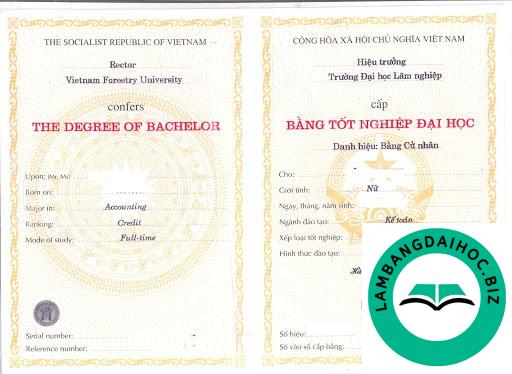 THE SOCIALIST REPUBLIC OF VIETNAM
Rector
Vietnam Forestry University
confers
THE DEGREE OF BACHELOR
Upon: (Mr, Ms)
Born on:
Major in: Accounting
Ranking: Credit
Mode of study: Full-time
Serial number:
Reference number:
CỘNG HÒA XÃ HỘI CHỦ NGHĨA VIỆT NAM
Hiệu trưởng
Trường Đại học Lâm nghiệp
cấp
BẰNG TỐT NGHIỆP ĐẠI HỌC
Danh hiệu: Bằng Cử nhân
Cho:
Giới tính: Nữ
Ngày, tháng, năm sinh:
Ngành đào tạo: Kế toán
Xếp loại tốt nghiệp:
Hình thức đào tạo:
Số hiệu:
Số vào sổ cấp bằng:
LAMBANGDAIHOC.BIZ